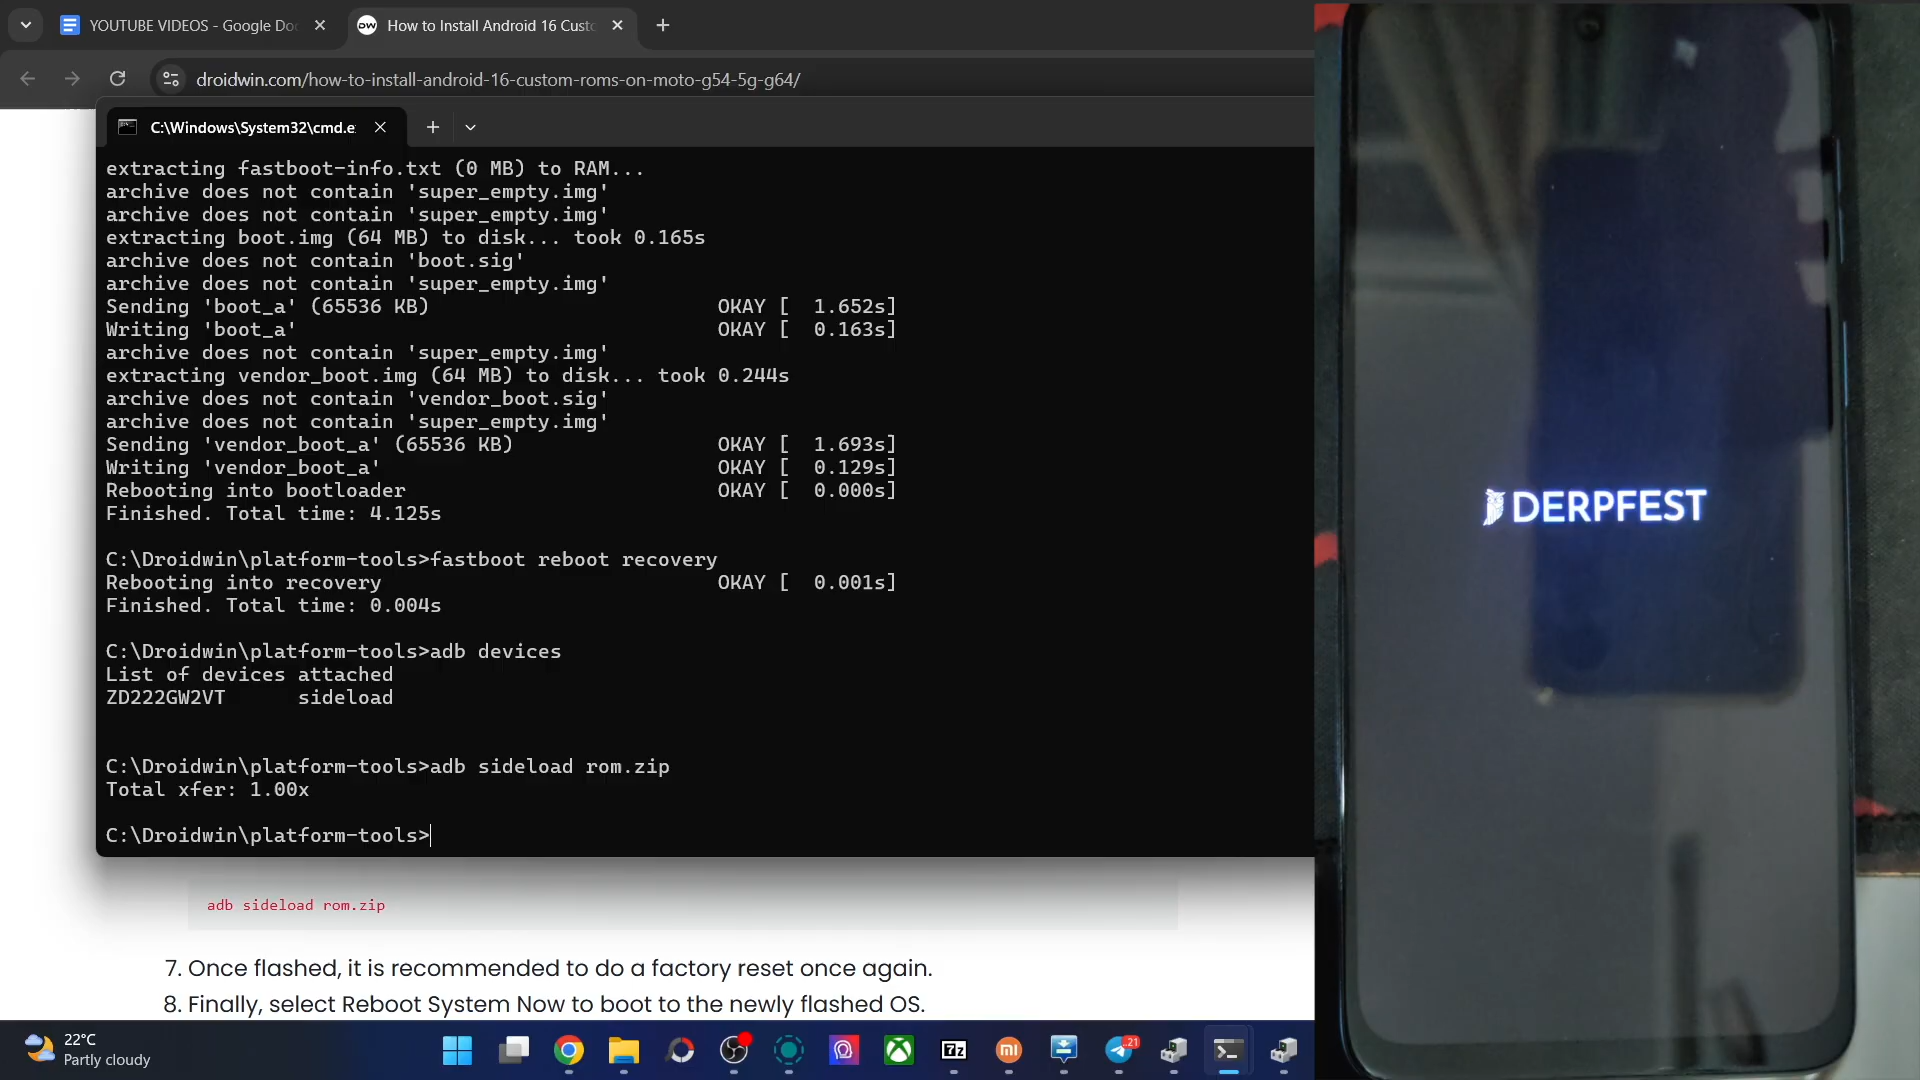 YOUTUBE VIDEOS - Google Do
How to Install Android 16 Custo
droidwin.com/how-to-install-android-16-custom-roms-on-moto-g54-5g-g64/
C:\Windows\System32\cmd.e
extracting fastboot-info.txt (0 MB) to RAM...
archive does not contain 'super_empty.img'
archive does not contain 'super_empty.img'
extracting boot.img (64 MB) to disk... took 0.165s
archive does not contain 'boot.sig'
archive does not contain 'super_empty.img'
Sending 'boot_a' (65536 KB) OKAY [ 1.652s]
Writing 'boot_a' OKAY [ 0.163s]
archive does not contain 'super_empty.img'
extracting vendor_boot.img (64 MB) to disk... took 0.244s
archive does not contain 'vendor_boot.sig'
archive does not contain 'super_empty.img'
Sending 'vendor_boot_a' (65536 KB) OKAY [ 1.693s]
Writing 'vendor_boot_a' OKAY [ 0.129s]
Rebooting into bootloader OKAY [ 0.000s]
Finished. Total time: 4.125s
C:\Droidwin\platform-tools>fastboot reboot recovery
Rebooting into recovery OKAY [ 0.001s]
Finished. Total time: 0.004s
C:\Droidwin\platform-tools>adb devices
List of devices attached
ZD222GW2VT sideload
C:\Droidwin\platform-tools>adb sideload rom.zip
Total xfer: 1.00x
C:\Droidwin\platform-tools>
adb sideload rom.zip
7. Once flashed, it is recommended to do a factory reset once again.
8. Finally, select Reboot System Now to boot to the newly flashed OS.
DERPFEST
22°C
Partly cloudy
7z
mi
21